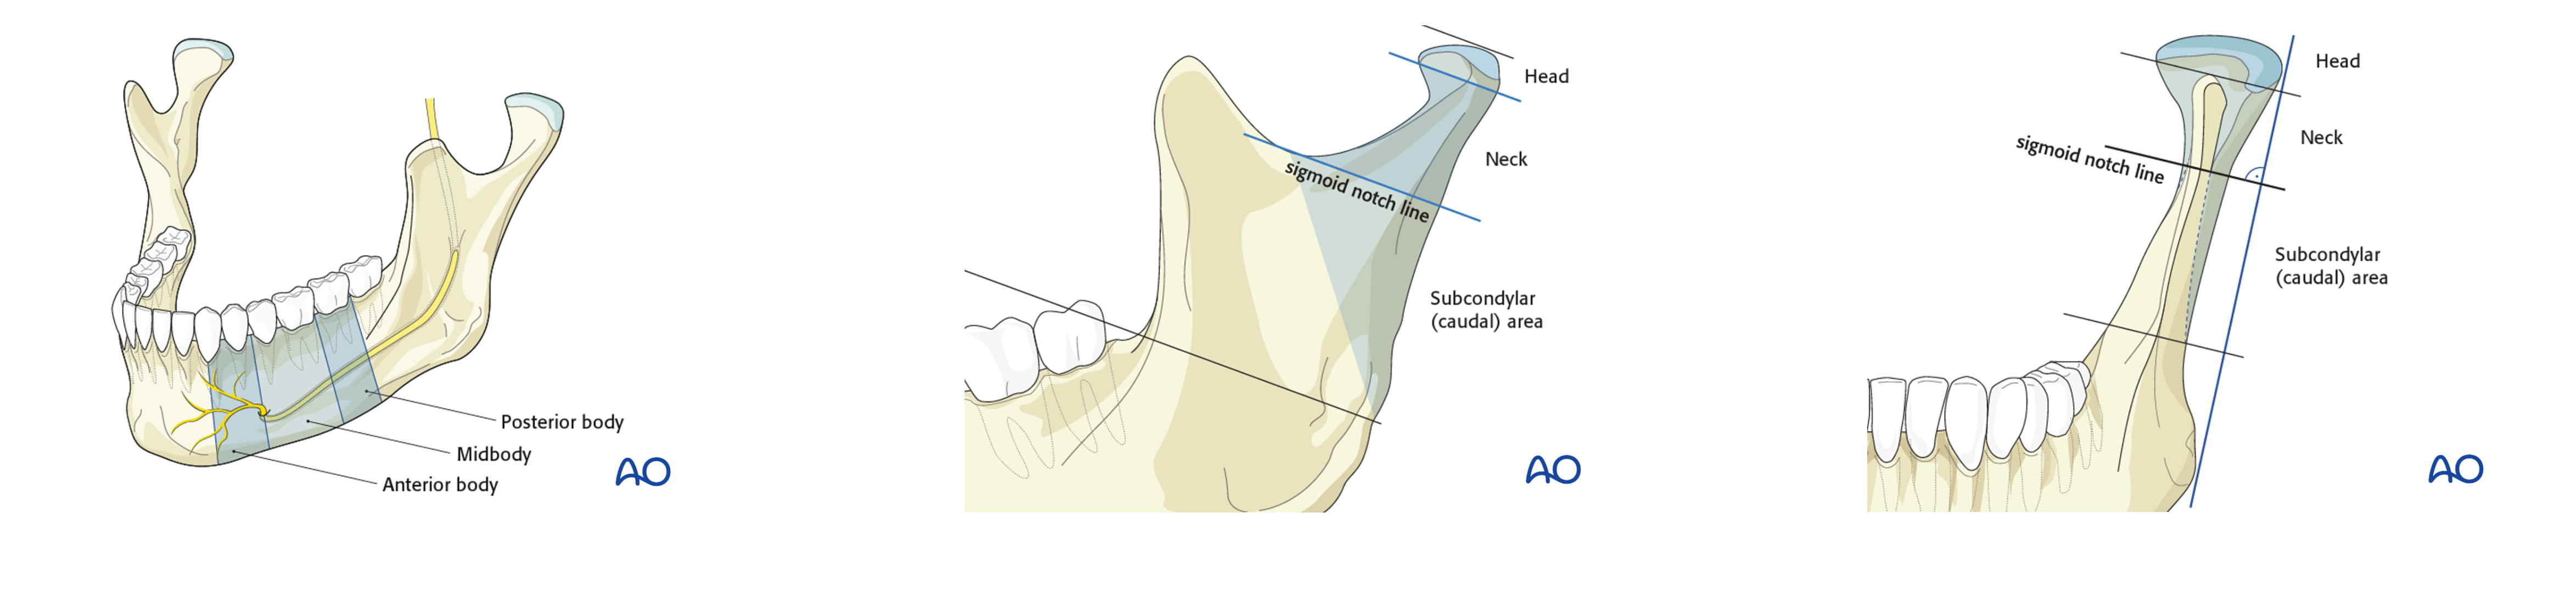 Posterior body
Midbody
Anterior body
AO
Head
Neck
sigmoid notch line
Subcondylar
(caudal) area
AO
Head
Neck
sigmoid notch line
Subcondylar
(caudal) area
AO